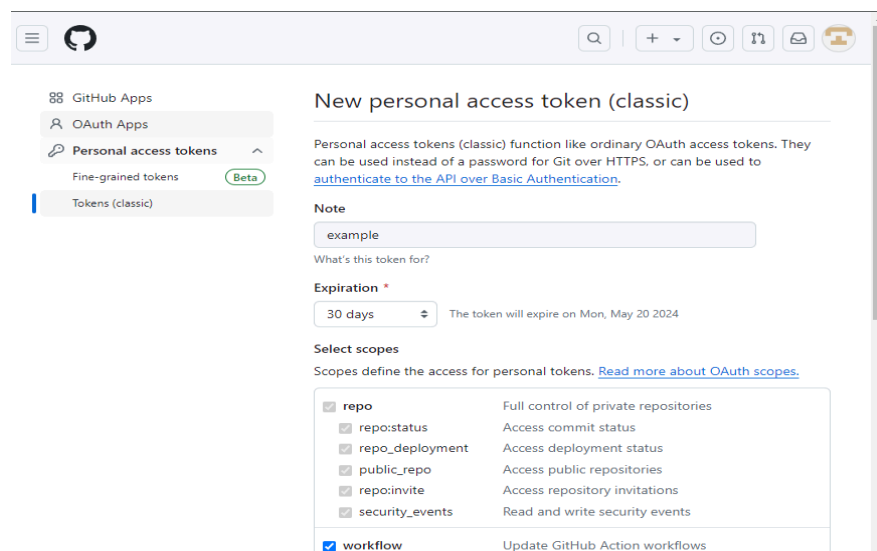 GitHub Apps
OAuth Apps
Personal access tokens
Fine-grained tokens Beta
Tokens (classic)
New personal access token (classic)
Personal access tokens (classic) function like ordinary OAuth access tokens. They
can be used instead of a password for Git over HTTPS, or can be used to
authenticate to the API over Basic Authentication.
Note
example
What's this token for?
Expiration *
30 days The token will expire on Mon, May 20 2024
Select scopes
Scopes define the access for personal tokens. Read more about OAuth scopes.
repo Full control of private repositories
repo:status Access commit status
repo_deployment Access deployment status
public_repo Access public repositories
repo:invite Access repository invitations
security_events Read and write security events
workflow Update GitHub Action workflows